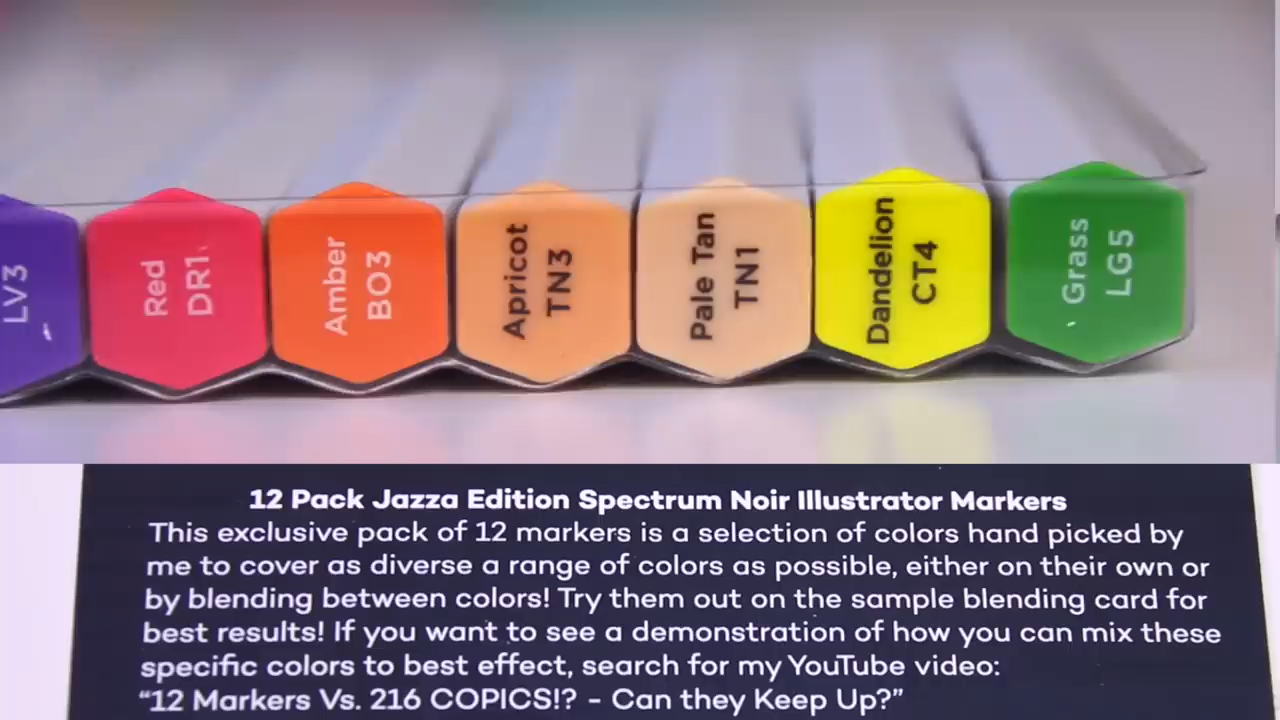 LV3
Red
DR1
Amber
BO3
Apricot
TN3
Pale Tan
TN1
Dandelion
CT4
Grass
LG5
12 Pack Jazza Edition Spectrum Noir Illustrator Markers
This exclusive pack of 12 markers is a selection of colors hand picked by
me to cover as diverse a range of colors as possible, either on their own or
by blending between colors! Try them out on the sample blending card for
best results! If you want to see a demonstration of how you can mix these
specific colors to best effect, search for my YouTube video:
“12 Markers Vs. 216 COPICS!? - Can they Keep Up?”